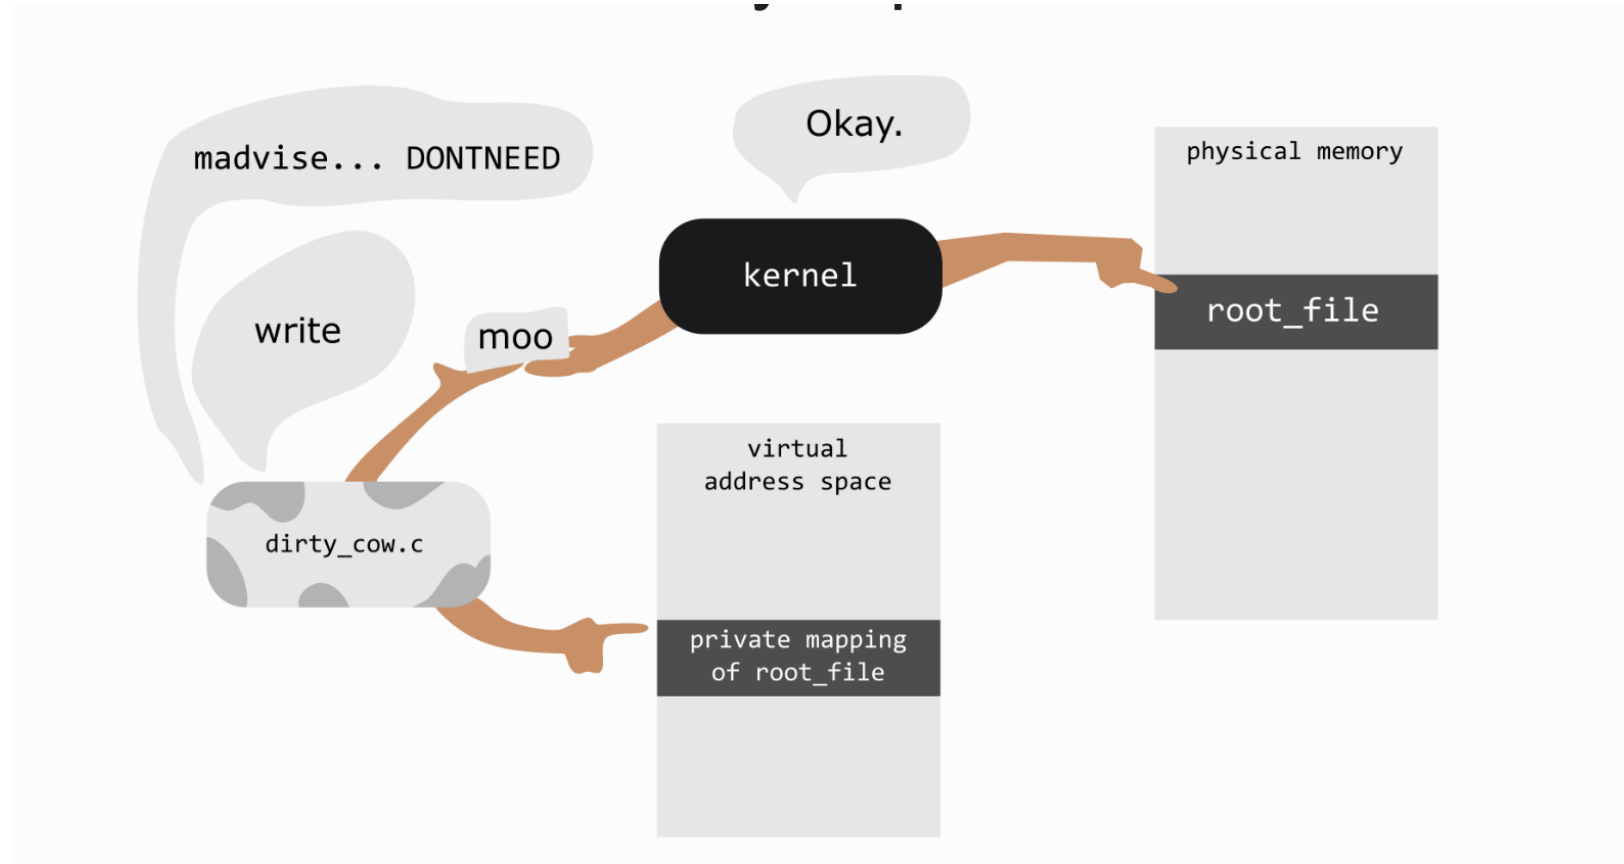 madvise... DONTNEED
Okay.
physical memory
kernel
root_file
write
moo
virtual
address space
dirty_cow.c
private mapping
of root_file